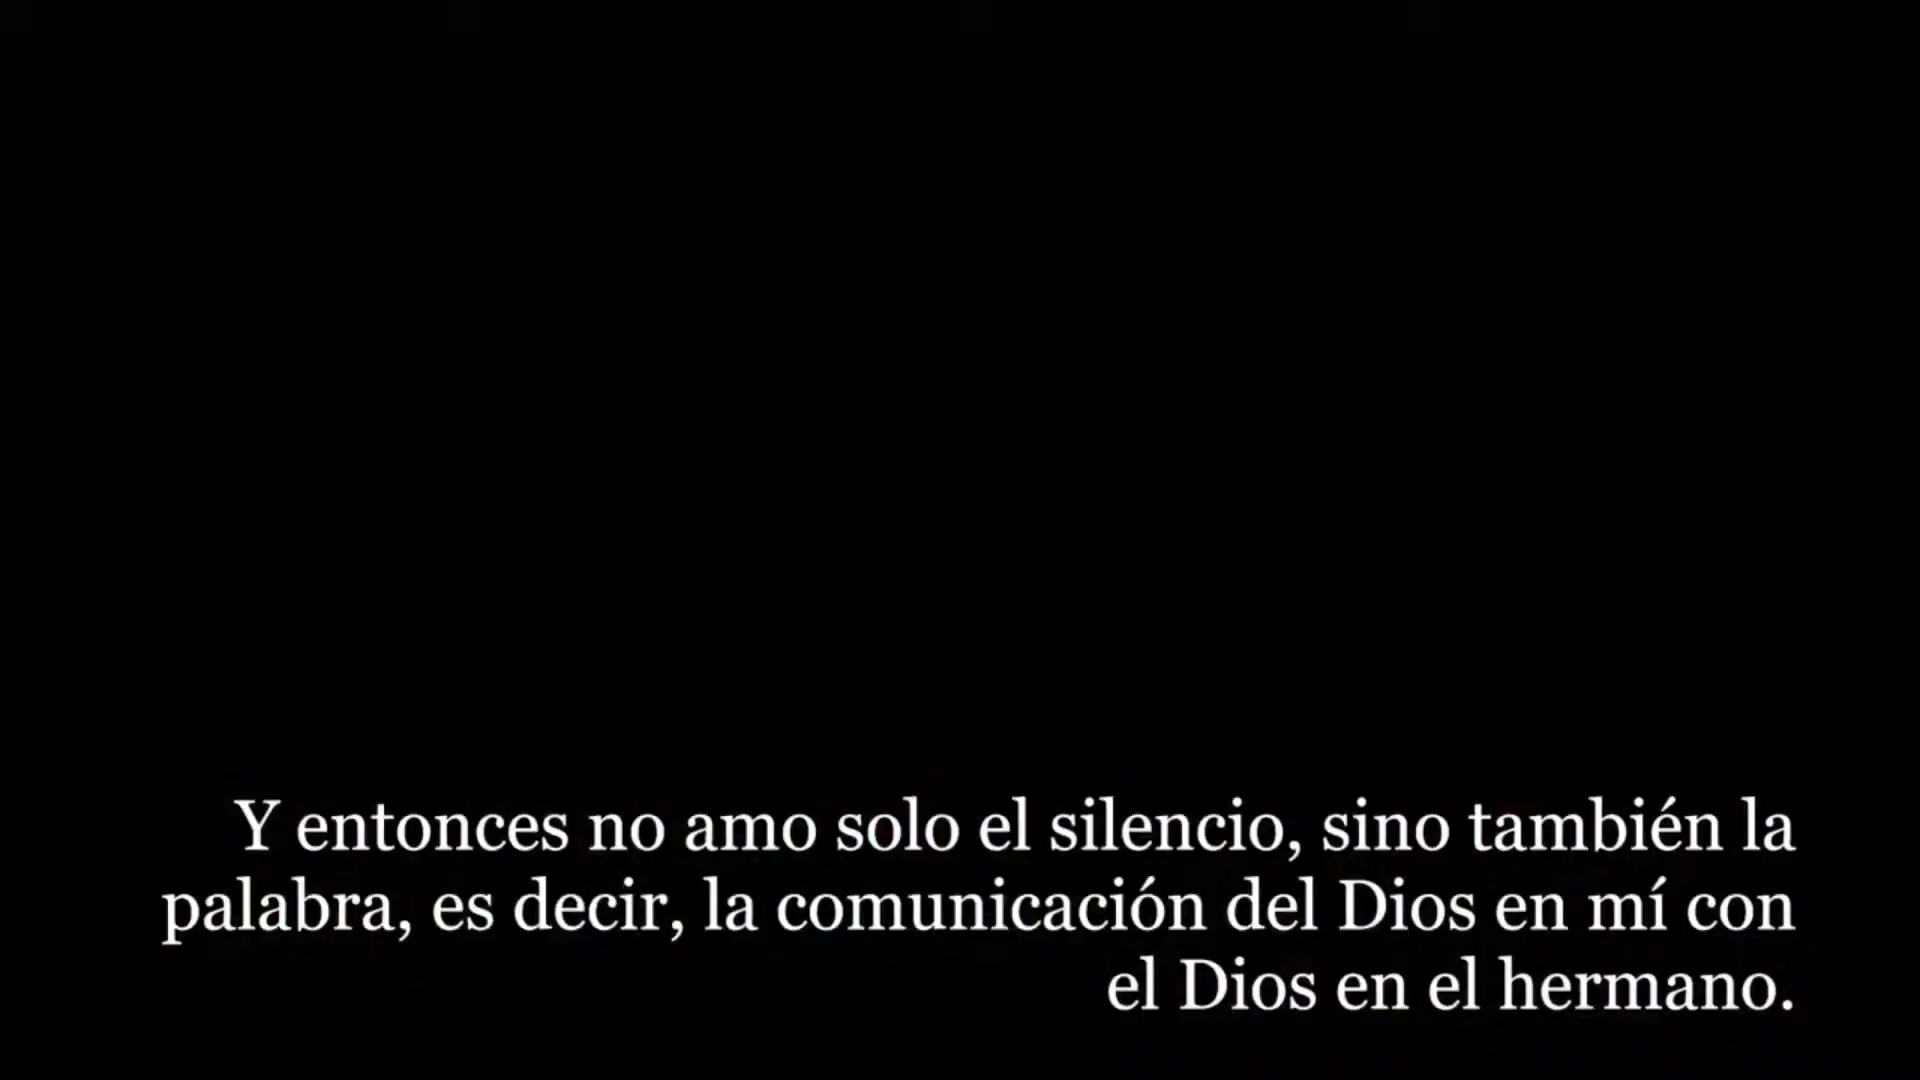 Y entonces no amo solo el silencio, sino también la
palabra, es decir, la comunicación del Dios en mí con
el Dios en el hermano.